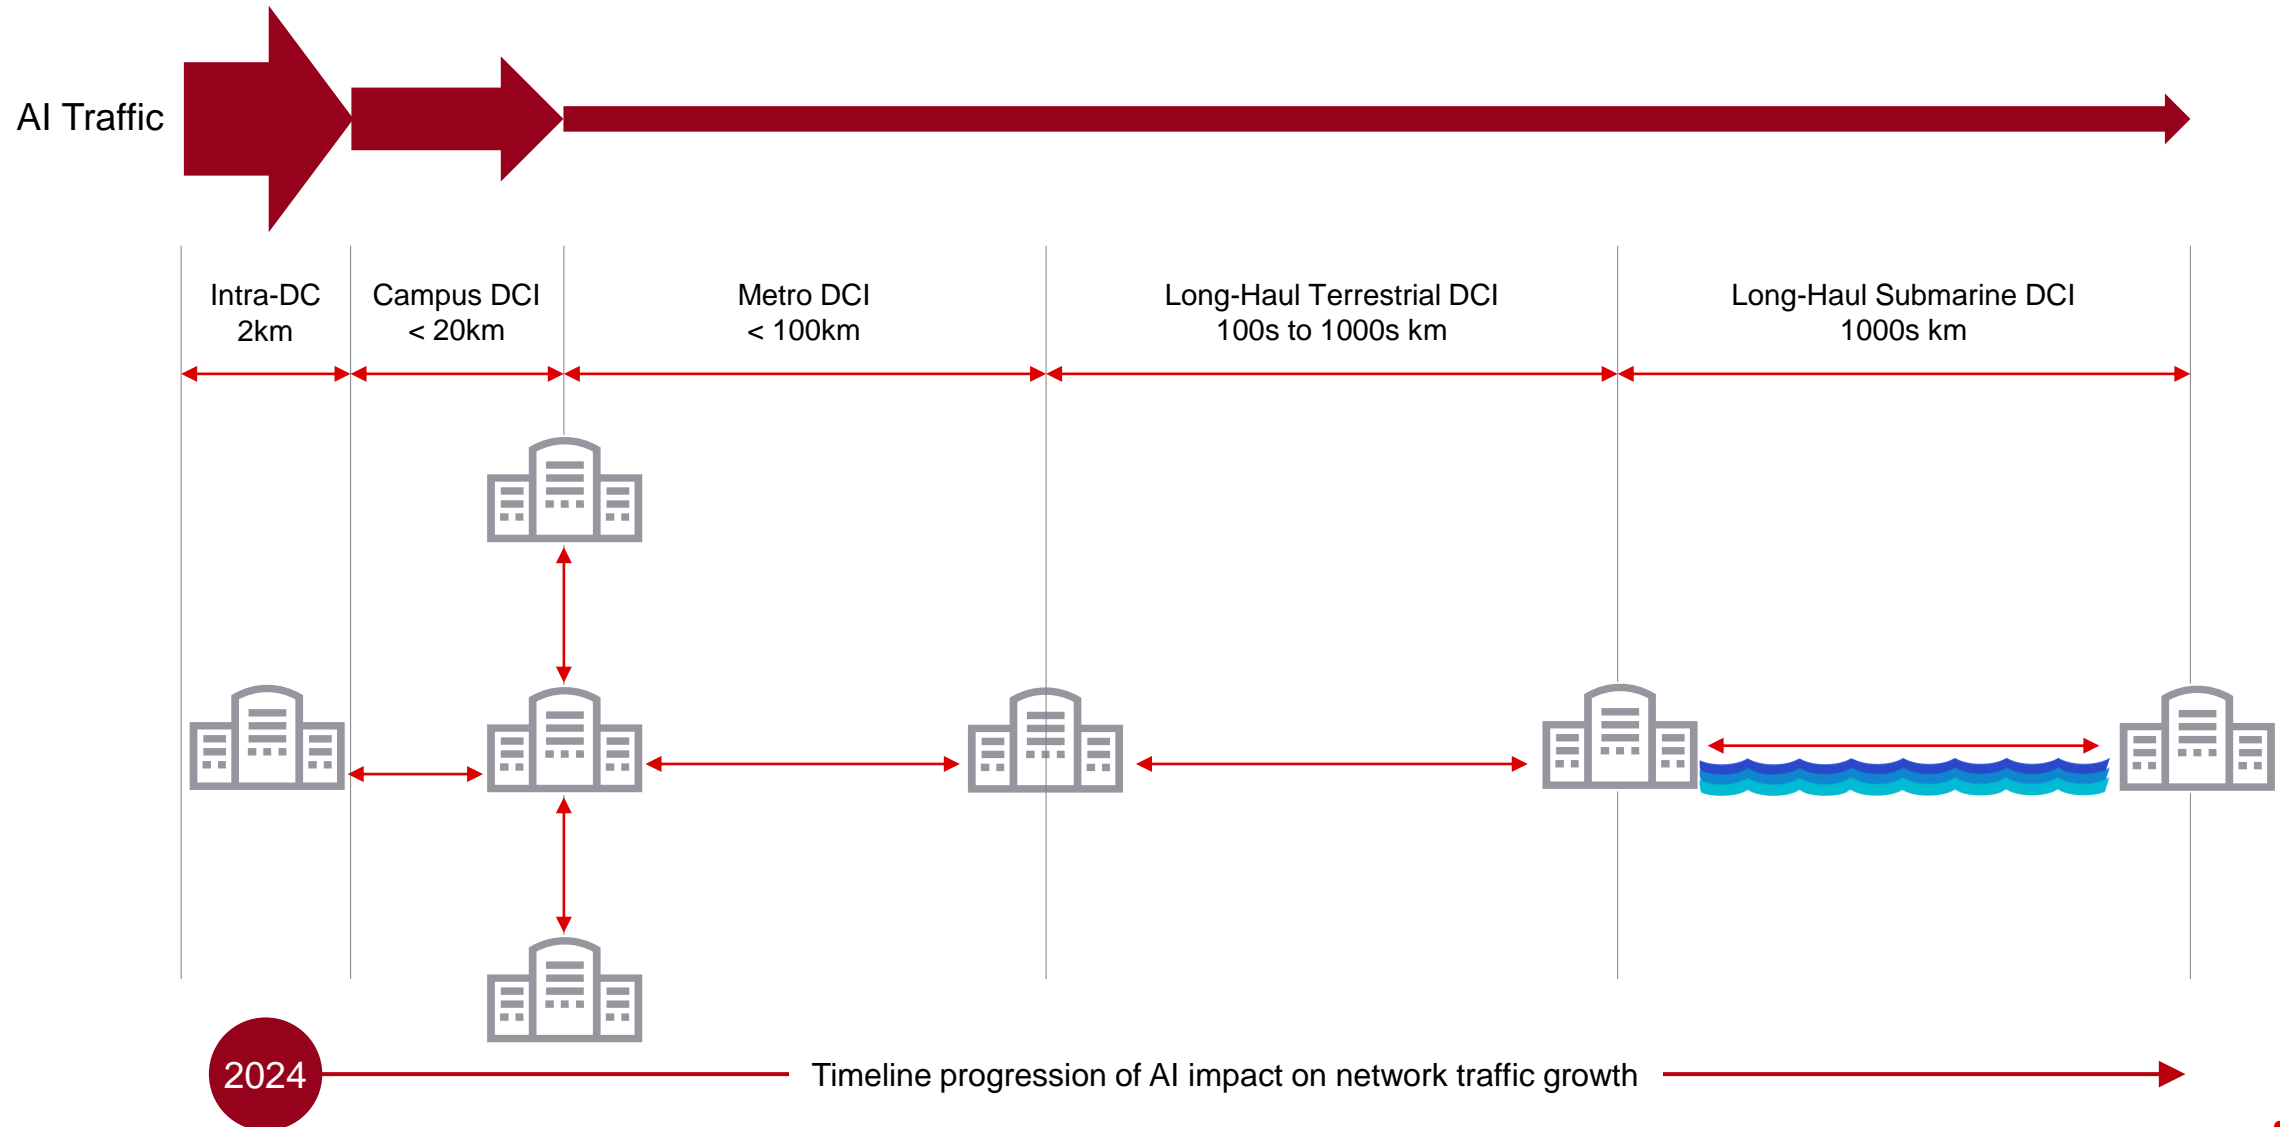 AI Traffic
Intra-DC
2km
Campus DCI
< 20km
Metro DCI
< 100km
Long-Haul Terrestrial DCI
100s to 1000s km
Long-Haul Submarine DCI
1000s km
2024
Timeline progression of AI impact on network traffic growth